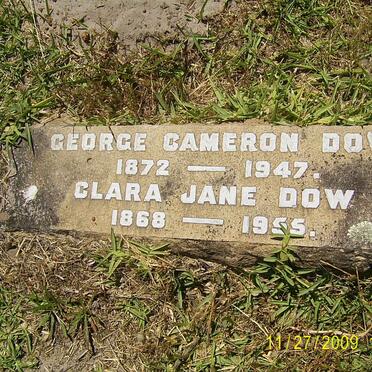 GEORGE CAMERON DOW
1872 — 1947.
CLARA JANE DOW
1868 — 1955.
11/27/2009